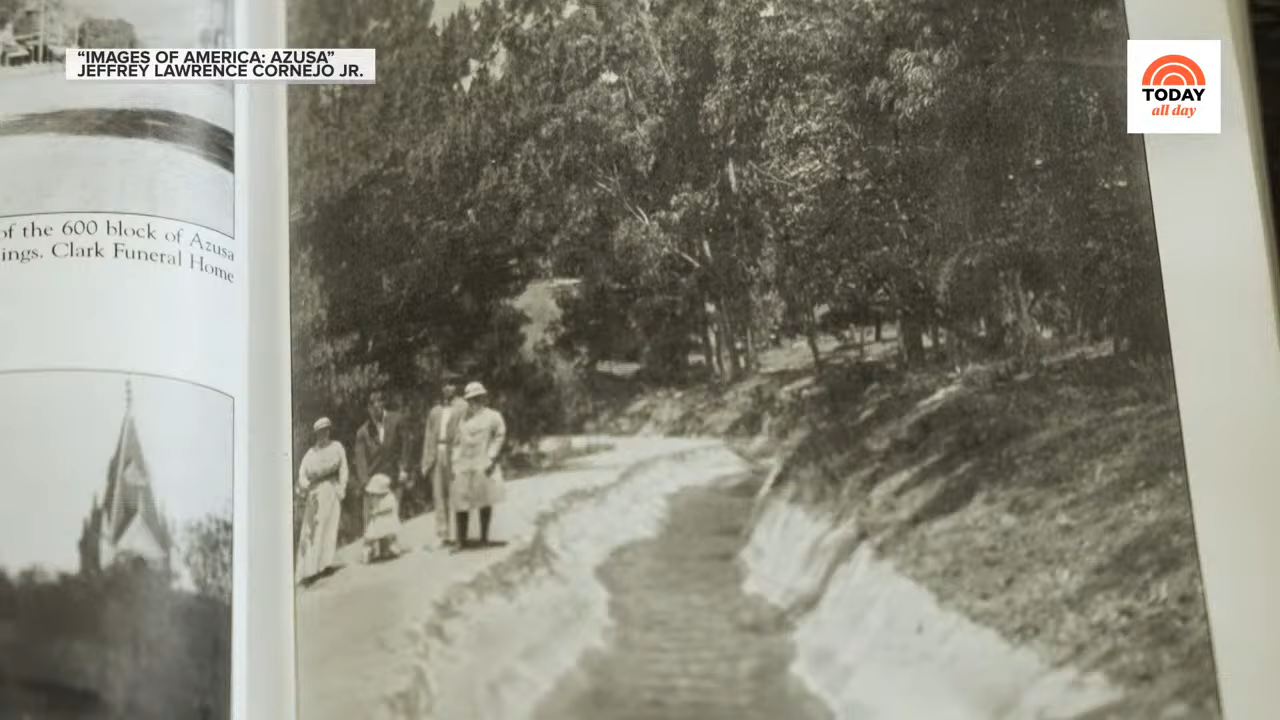 “IMAGES OF AMERICA: AZUSA”
JEFFREY LAWRENCE CORNEJO JR.
TODAY
all day
of the 600 block of Azusa
ings. Clark Funeral Home